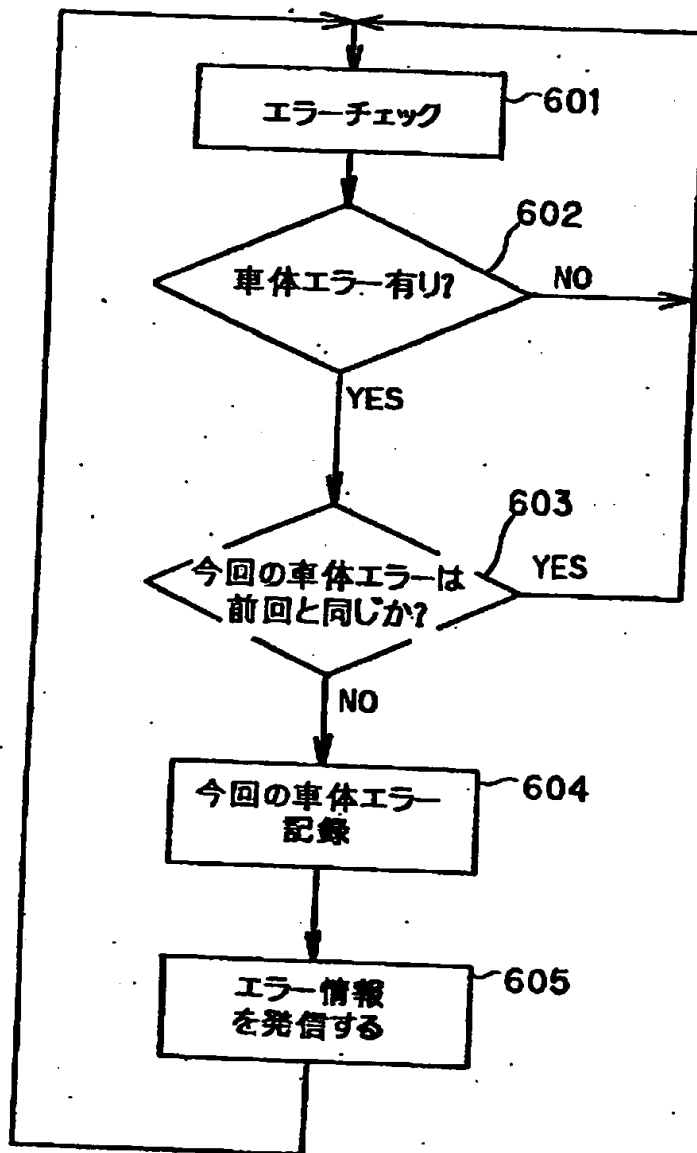 エラーチェック
601
602
車体エラー有り?
NO
YES
603
今回の車体エラーは
YES
前回と同じか?
NO
今回の車体エラー
604
記録
エラー情報
605
を発信する